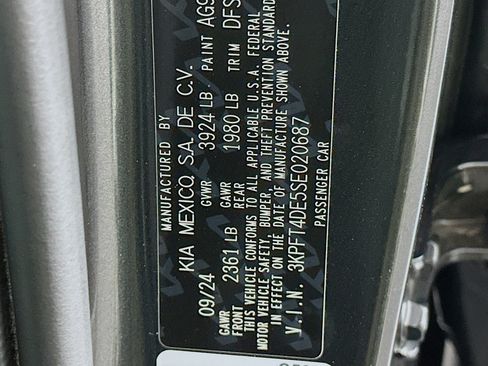 MANUFACTURED BY
KIA MEXICO, S.A. DE C.V.
09/24 GVWR 3924 LB PAINT AG9
GAWR FRONT 2361 LB GAWR REAR 1980 LB TRIM DFS
THIS VEHICLE CONFORMS TO ALL APPLICABLE U.S.A. FEDERAL
MOTOR VEHICLE SAFETY, BUMPER, AND THEFT PREVENTION STANDARD
IN EFFECT ON THE DATE OF MANUFACTURE SHOWN ABOVE.
V.I.N. 3KPFT4DE5SE020687
PASSENGER CAR